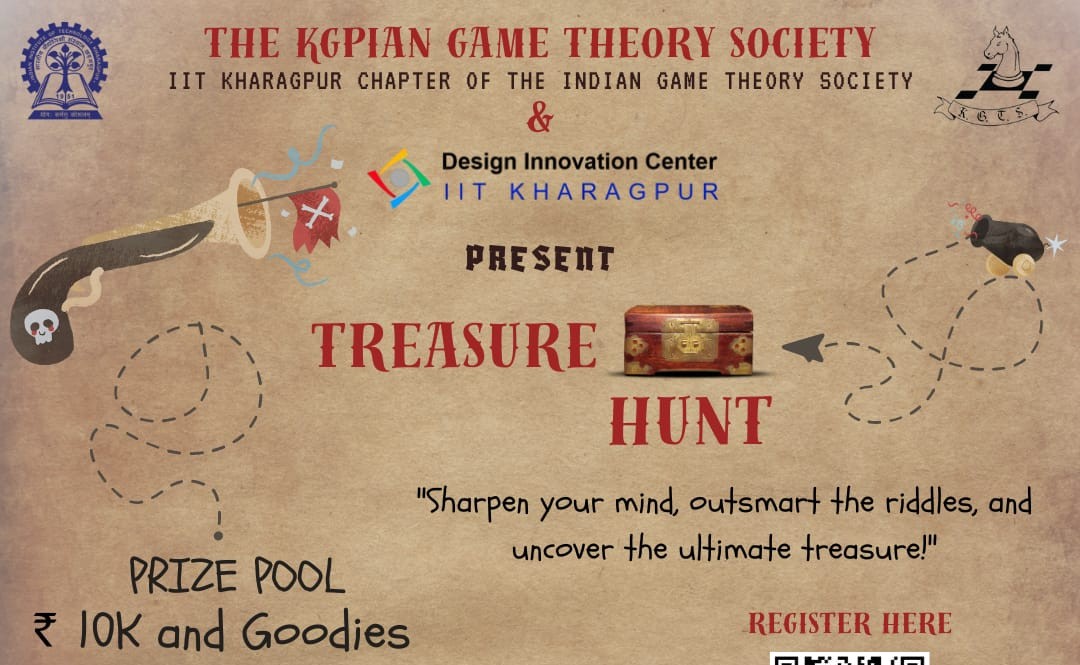 THE KGPIAN GAME THEORY SOCIETY
IIT KHARAGPUR CHAPTER OF THE INDIAN GAME THEORY SOCIETY
&
Design Innovation Center
IIT KHARAGPUR
PRESENT
TREASURE
HUNT
"Sharpen your mind, outsmart the riddles, and
uncover the ultimate treasure!"
PRIZE POOL
₹ 10K and Goodies
REGISTER HERE
K. G. T. S.
1951